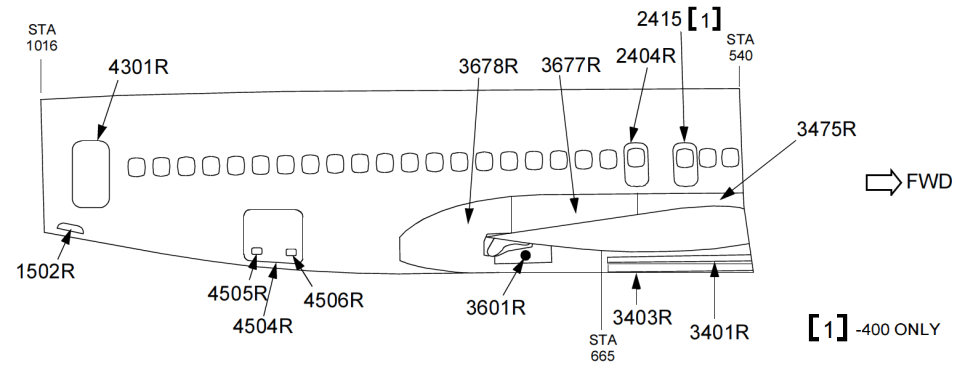 2415 [1]
STA
1016
STA
540
4301R
3678R
3677R
2404R
3475R
FWD
1502R
4505R
4506R
4504R
3601R
3403R
3401R
STA
665
[1] -400 ONLY